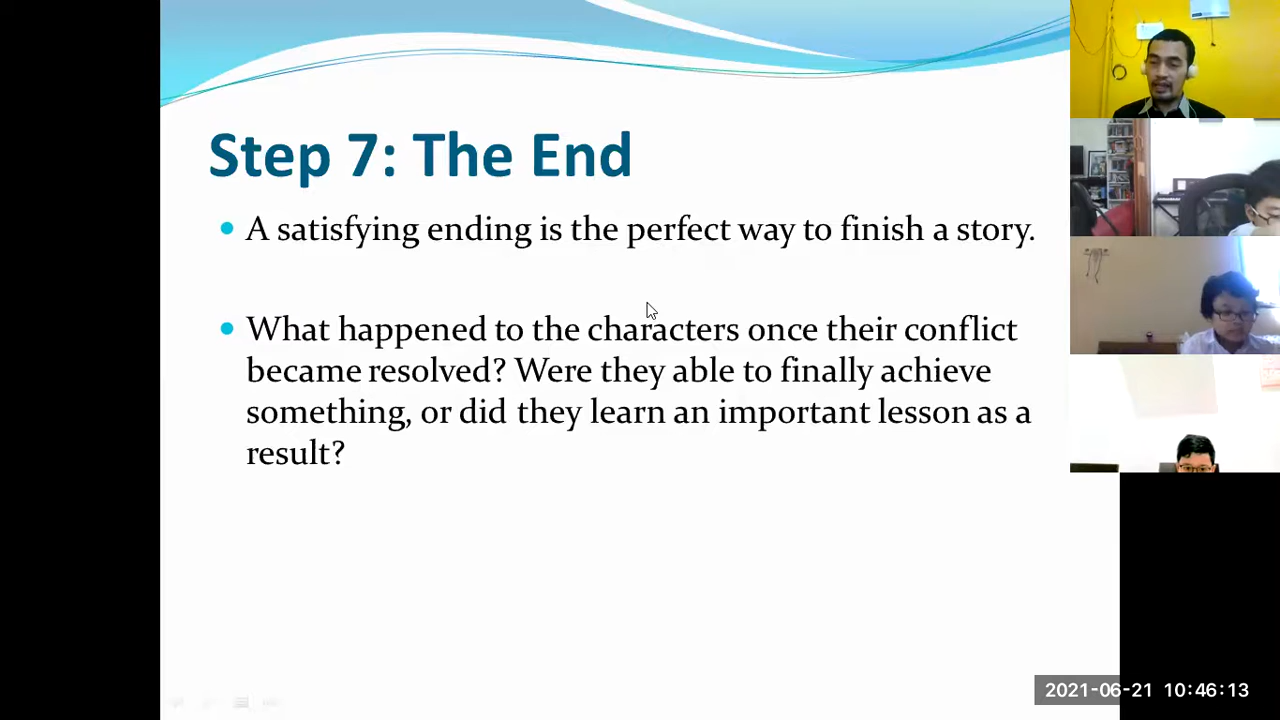 Step 7: The End
• A satisfying ending is the perfect way to finish a story.
• What happened to the characters once their conflict
became resolved? Were they able to finally achieve
something, or did they learn an important lesson as a
result?
2021-06-21 10:46:13